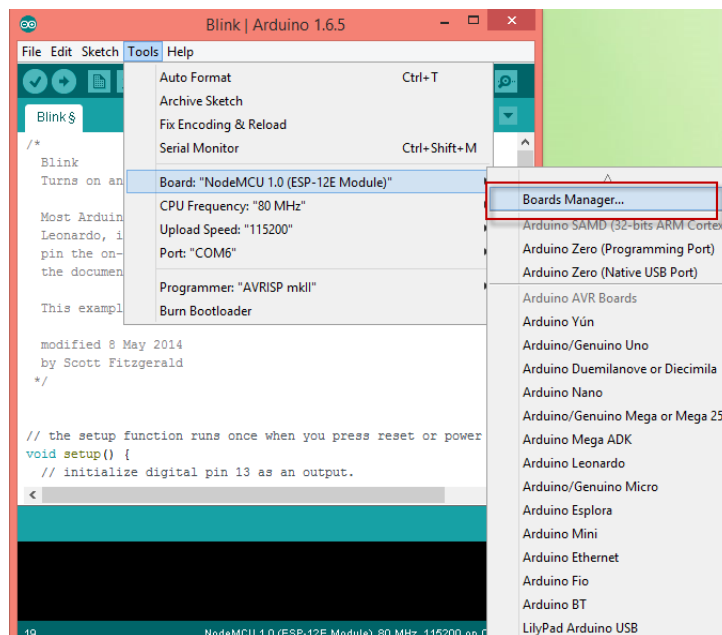 Blink | Arduino 1.6.5
File Edit Sketch Tools Help
Blink §
Auto Format Ctrl+T
Archive Sketch
Fix Encoding & Reload
Serial Monitor Ctrl+Shift+M
Board: "NodeMCU 1.0 (ESP-12E Module)"
CPU Frequency: "80 MHz"
Upload Speed: "115200"
Port: "COM6"
Programmer: "AVRISP mkII"
Burn Bootloader
Boards Manager...
Arduino SAMD (32-bits ARM Cortex
Arduino Zero (Programming Port)
Arduino Zero (Native USB Port)
Arduino AVR Boards
Arduino Yún
Arduino/Genuino Uno
Arduino Duemilanove or Diecimila
Arduino Nano
Arduino/Genuino Mega or Mega 25
Arduino Mega ADK
Arduino Leonardo
Arduino/Genuino Micro
Arduino Esplora
Arduino Mini
Arduino Ethernet
Arduino Fio
Arduino BT
LilyPad Arduino USB
/*
Blink
Turns on an
Most Arduin
Leonardo, i
pin the on-
the documen
This exampl
modified 8 May 2014
by Scott Fitzgerald
*/
// the setup function runs once when you press reset or power
void setup() {
// initialize digital pin 13 as an output.
19 NodeMCU 1.0 (ESP-12E Module), 80 MHz, 115200 on